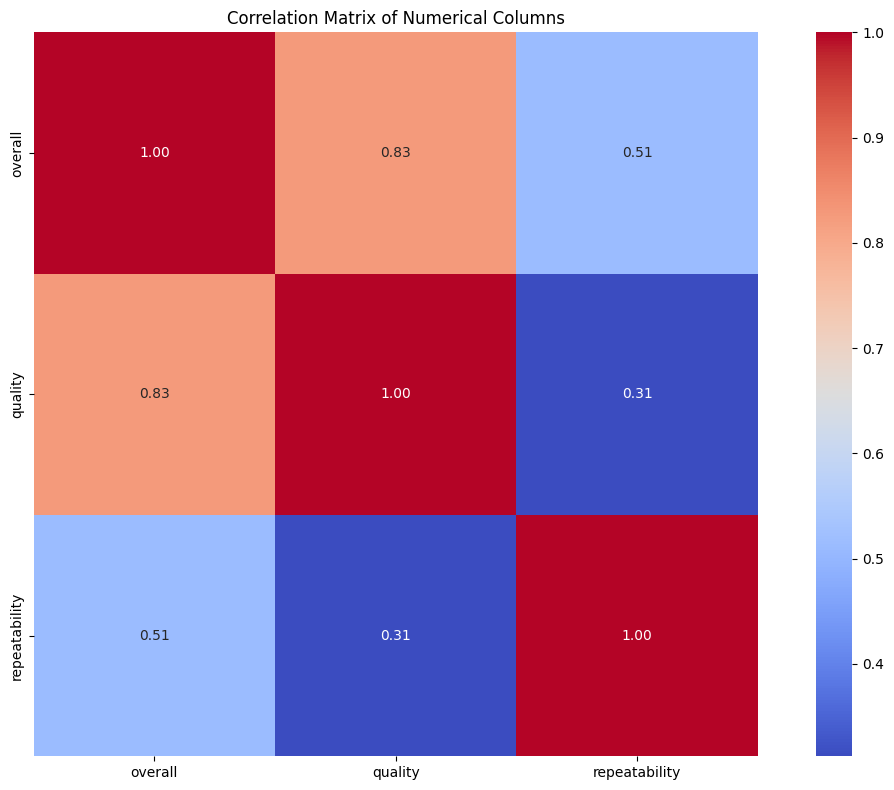 Correlation Matrix of Numerical Columns
overall
1.00
0.83
0.51
quality
0.83
1.00
0.31
repeatability
0.51
0.31
1.00
overall
quality
repeatability
1.0
0.9
0.8
0.7
0.6
0.5
0.4